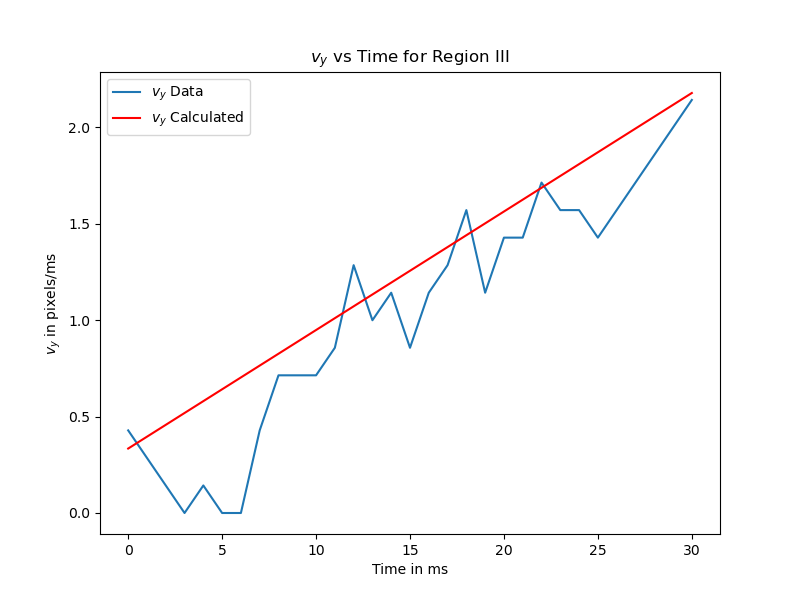 v_y vs Time for Region III
v_y Data
v_y Calculated
2.0
1.5
1.0
0.5
0.0
v_y in pixels/ms
0 5 10 15 20 25 30
Time in ms